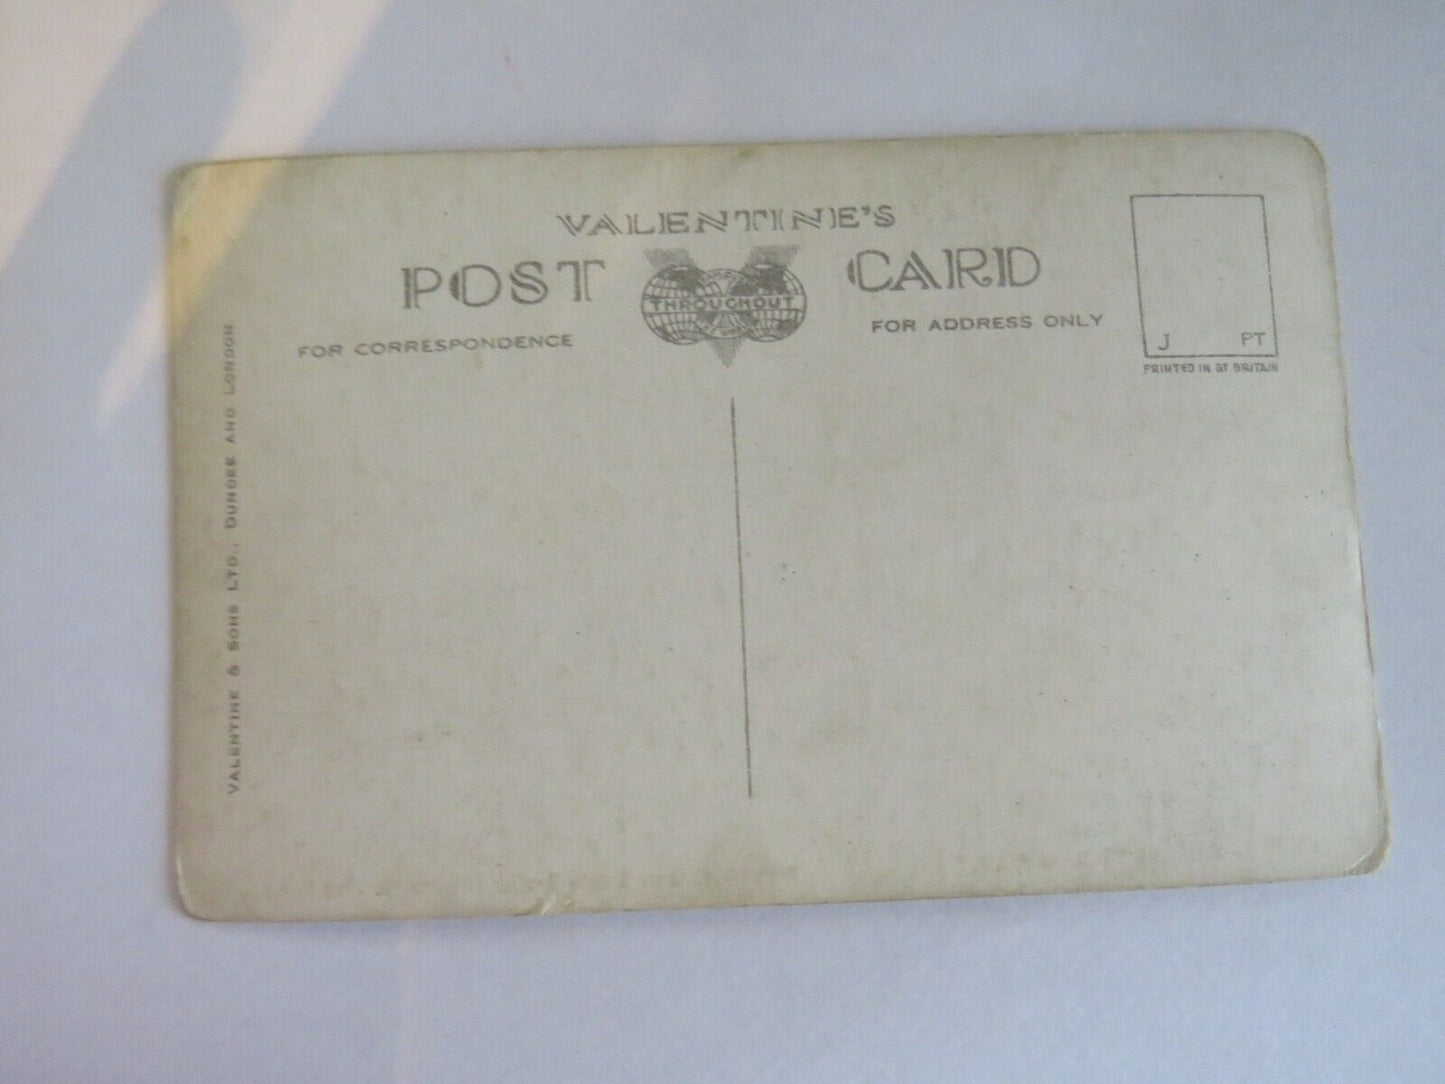 VALENTINE'S
POST CARD
THROUGHOUT
FOR CORRESPONDENCE
FOR ADDRESS ONLY
J PT
PRINTED IN GT BRITAIN
VALENTINE & SONS LTD., DUNDEE AND LONDON